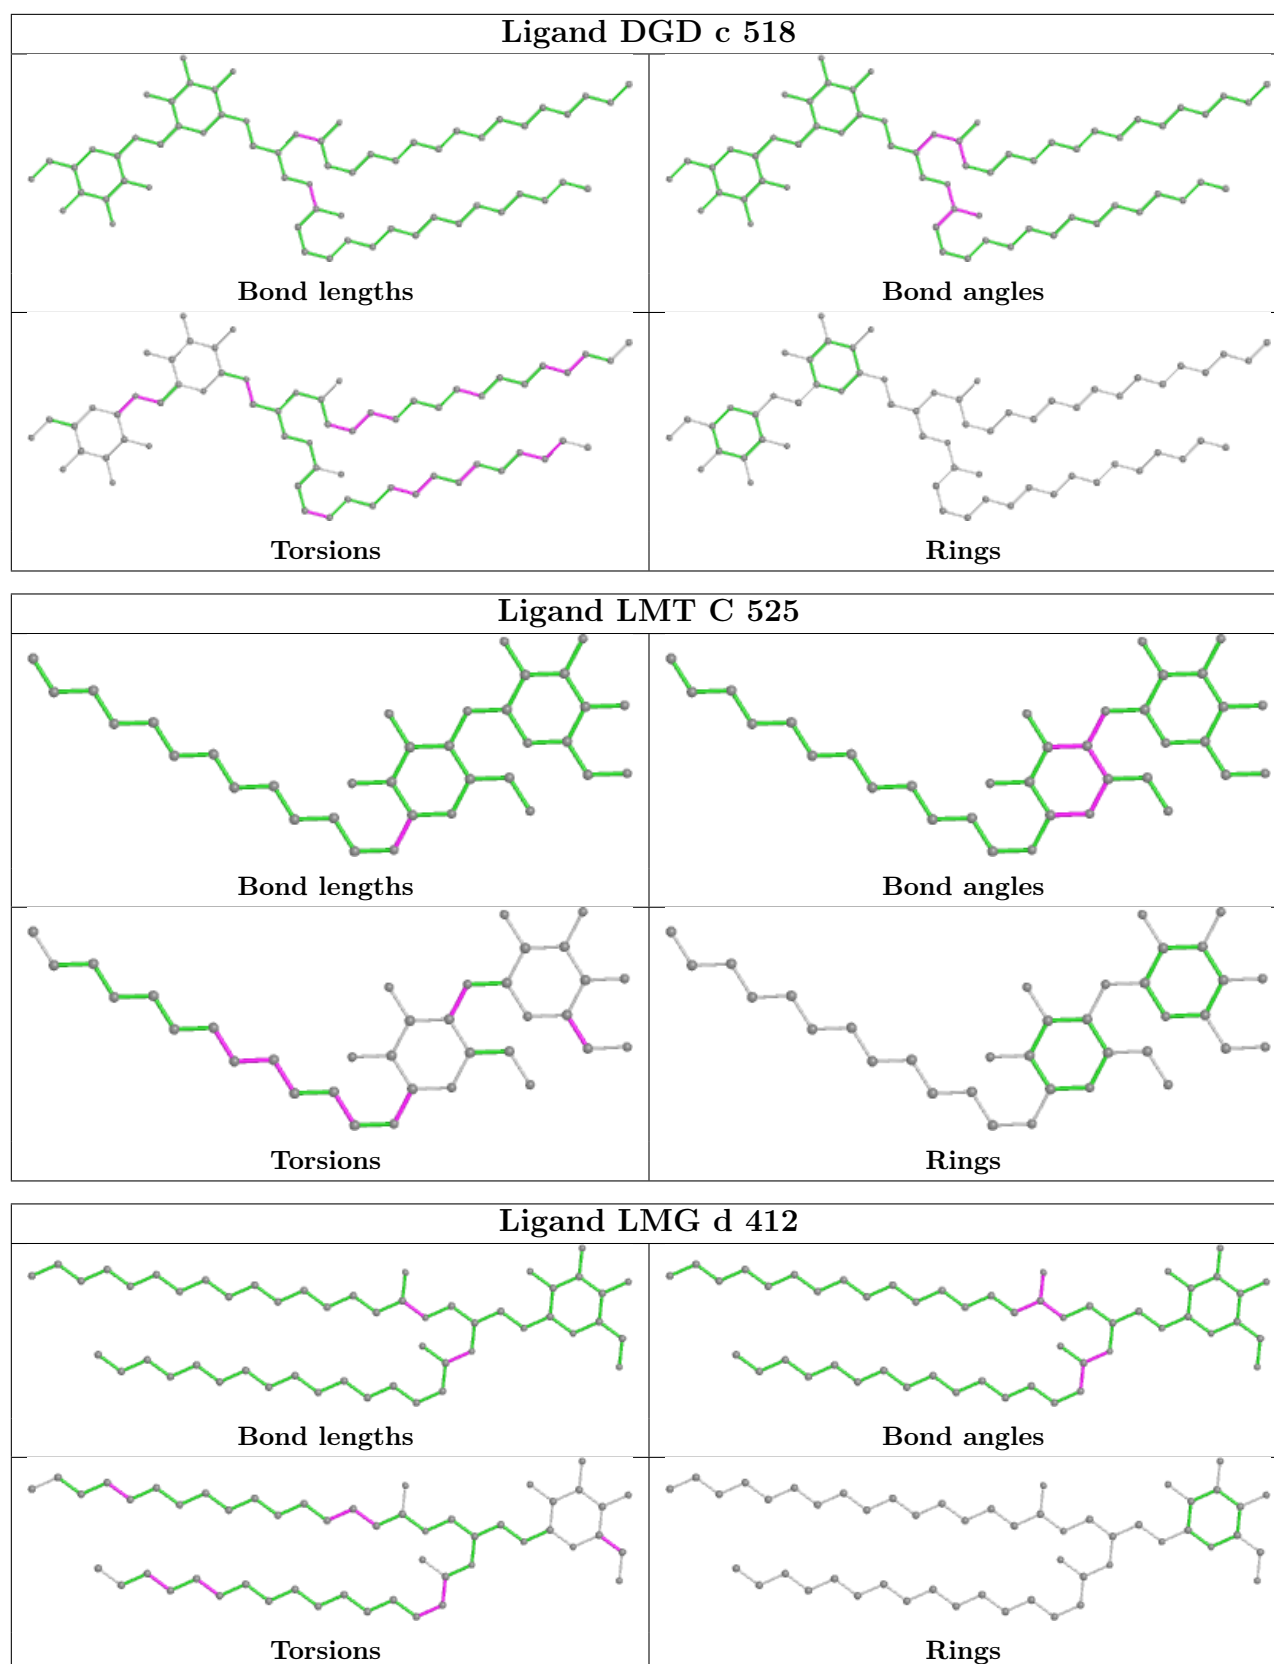 Ligand DGD c 518
Bond lengths
Bond angles
Torsions
Rings
Ligand LMT C 525
Bond lengths
Bond angles
Torsions
Rings
Ligand LMG d 412
Bond lengths
Bond angles
Torsions
Rings